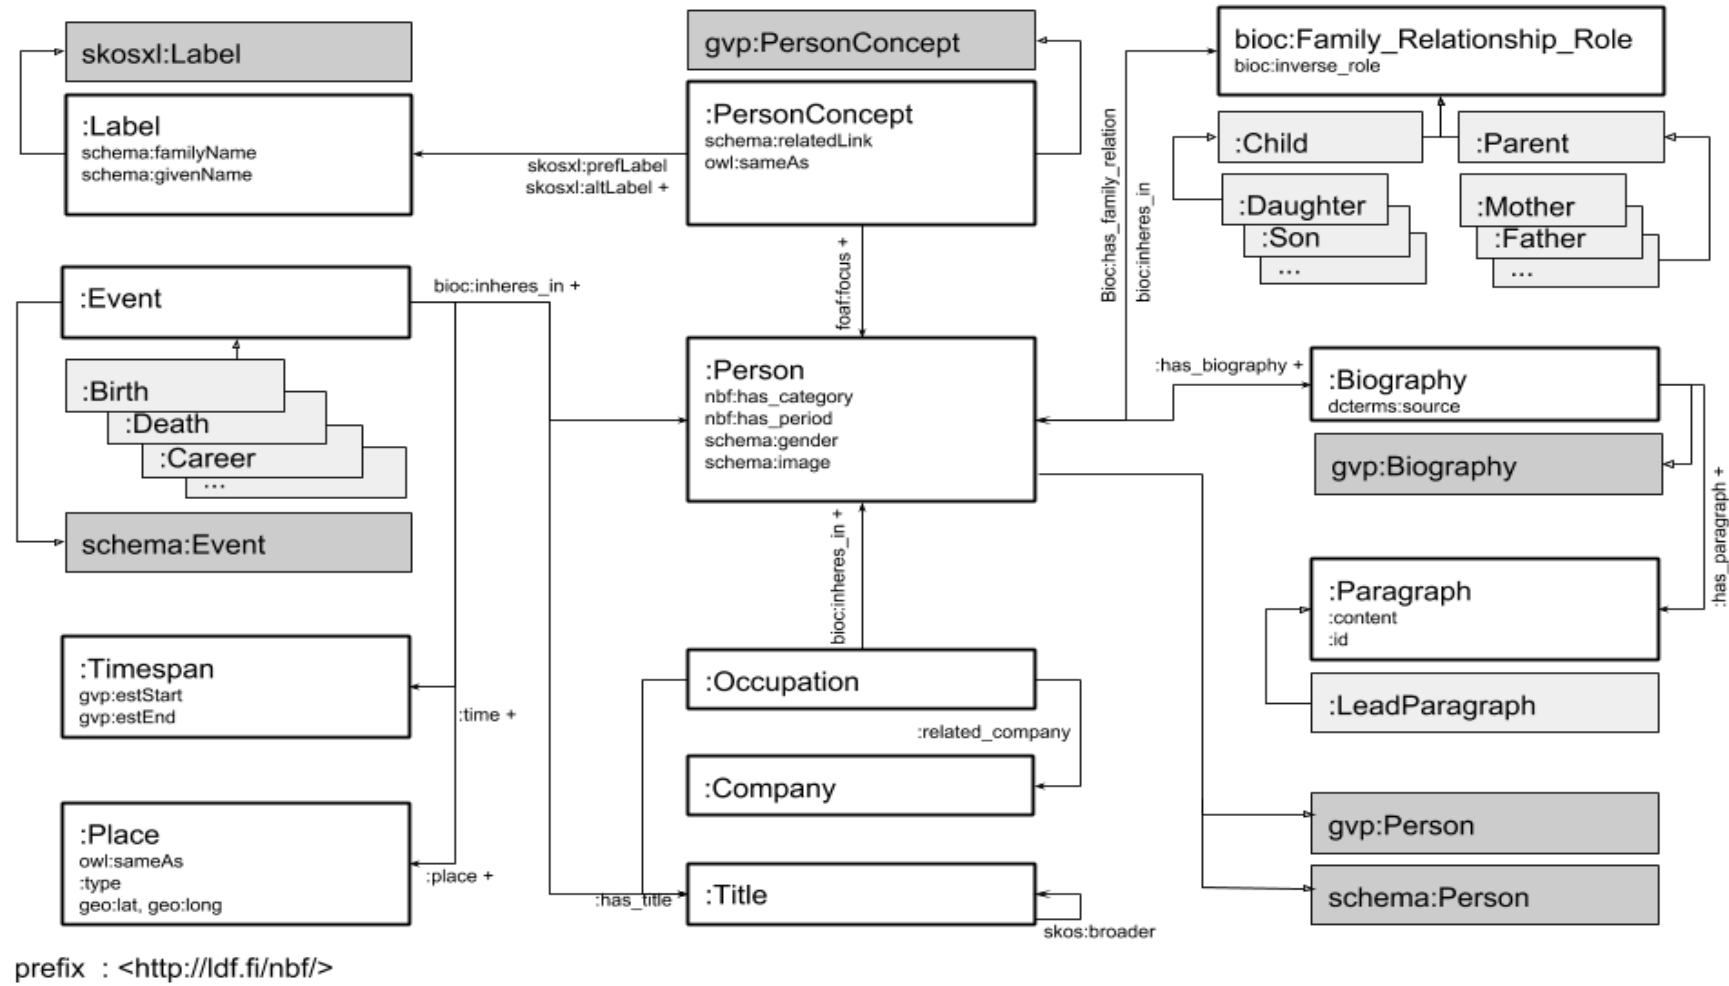 skosxl:Label
:Label
schema:familyName
schema:givenName
gvp:PersonConcept
:PersonConcept
schema:relatedLink
owl:sameAs
skosxl:prefLabel
skosxl:altLabel +
bioc:Family_Relationship_Role
bioc:inverse_role
:Child
:Parent
:Daughter
:Son
...
:Mother
:Father
...
Bioc:has_family_relation
bioc:inheres_in
foaf:focus +
:Event
bioc:inheres_in +
:Birth
:Death
:Career
...
schema:Event
:Person
nbf:has_category
nbf:has_period
schema:gender
schema:image
:has_biography +
:Biography
dcterms:source
gvp:Biography
:has_paragraph +
:Paragraph
:content
:id
:LeadParagraph
bioc:inheres_in +
:Timespan
gvp:estStart
gvp:estEnd
:time +
:Occupation
:related_company
:Company
:Place
owl:sameAs
:type
geo:lat, geo:long
:place +
:has_title
:Title
skos:broader
gvp:Person
schema:Person
prefix : <http://ldf.fi/nbf/>